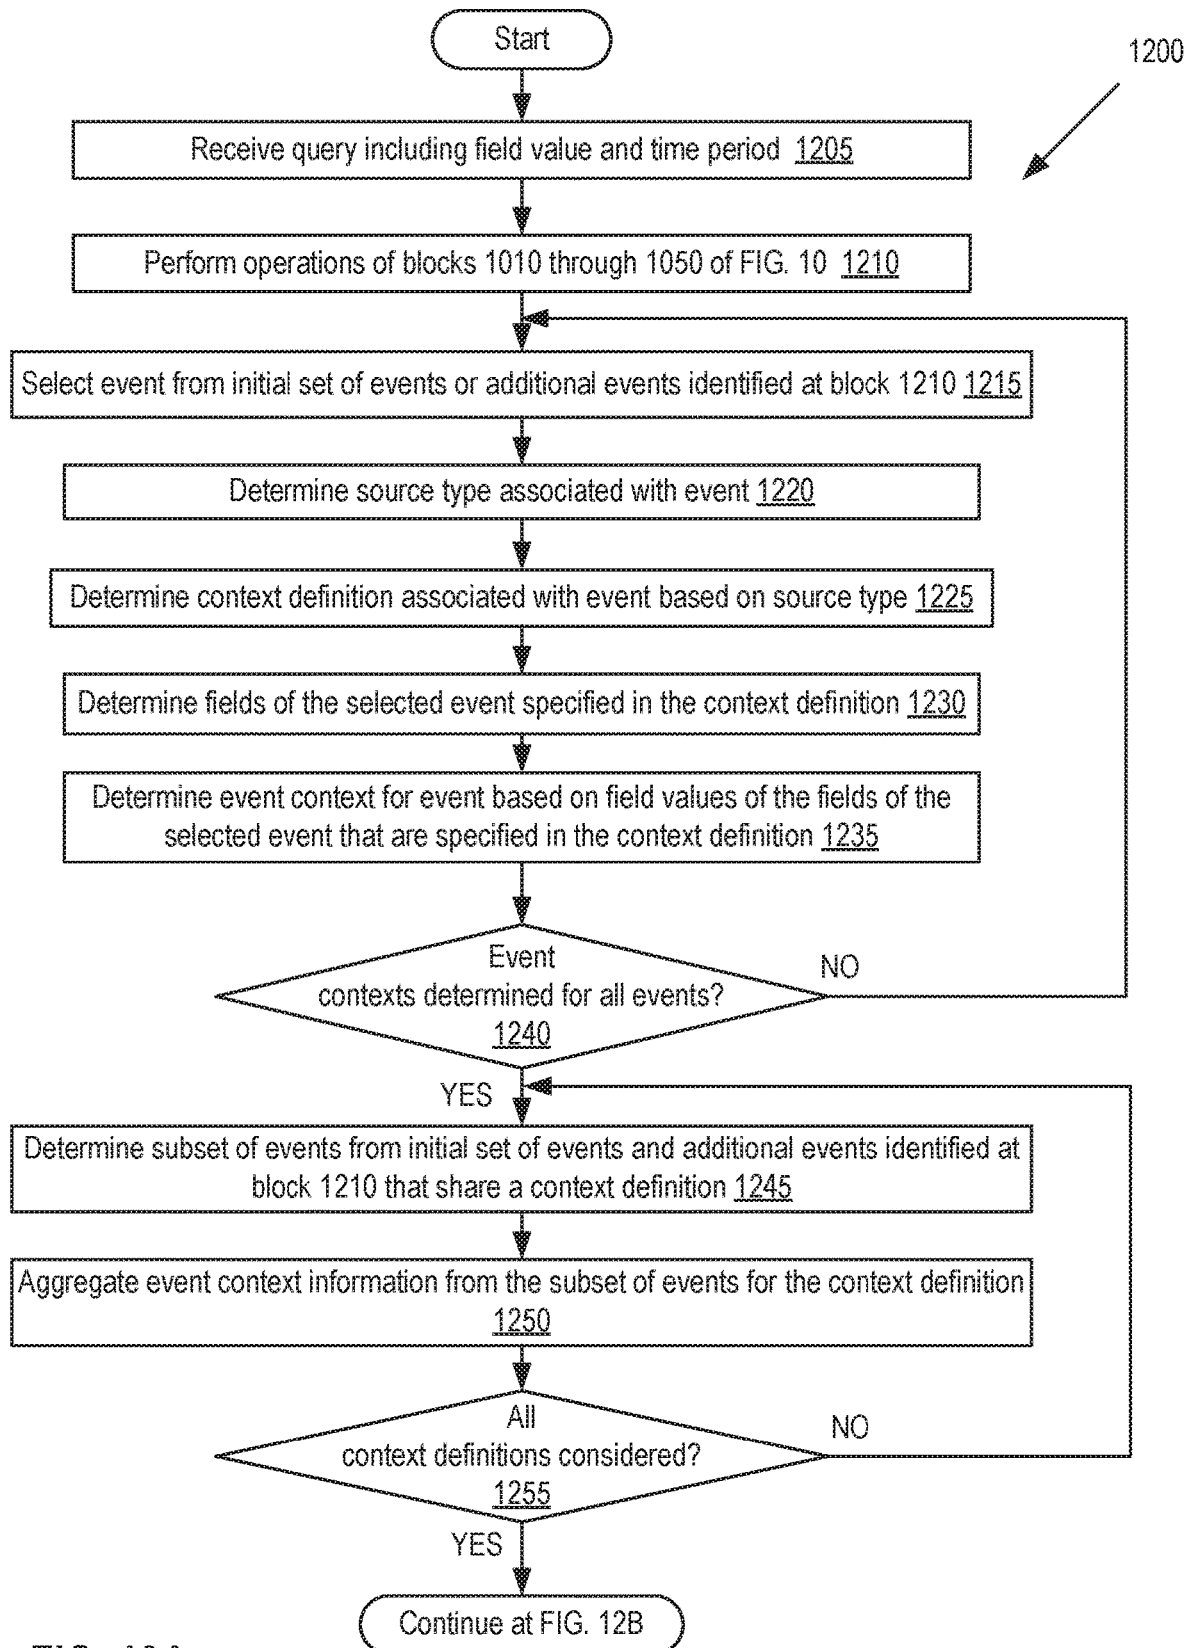 Start
1200
Receive query including field value and time period 1205
Perform operations of blocks 1010 through 1050 of FIG. 10 1210
Select event from initial set of events or additional events identified at block 1210 1215
Determine source type associated with event 1220
Determine context definition associated with event based on source type 1225
Determine fields of the selected event specified in the context definition 1230
Determine event context for event based on field values of the fields of the
selected event that are specified in the context definition 1235
Event
contexts determined for all events?
1240
NO
YES
Determine subset of events from initial set of events and additional events identified at
block 1210 that share a context definition 1245
Aggregate event context information from the subset of events for the context definition
1250
All
context definitions considered?
1255
NO
YES
Continue at FIG. 12B